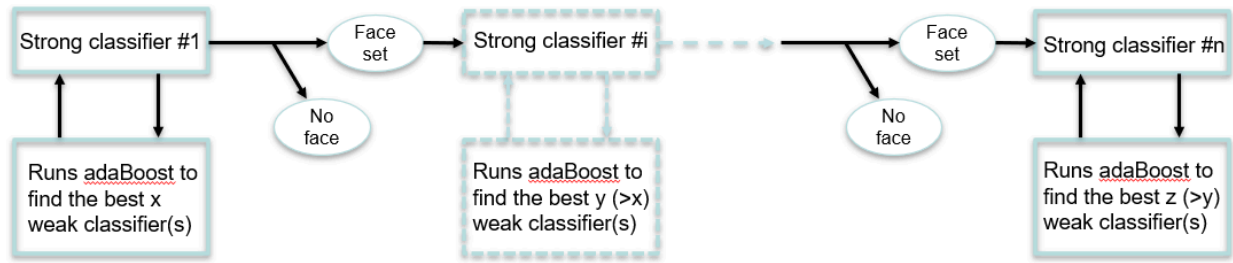 Strong classifier #1
Face
set
No
face
Runs adaBoost to
find the best x
weak classifier(s)
Strong classifier #i
Runs adaBoost to
find the best y (>x)
weak classifier(s)
Face
set
No
face
Strong classifier #n
Runs adaBoost to
find the best z (>y)
weak classifier(s)